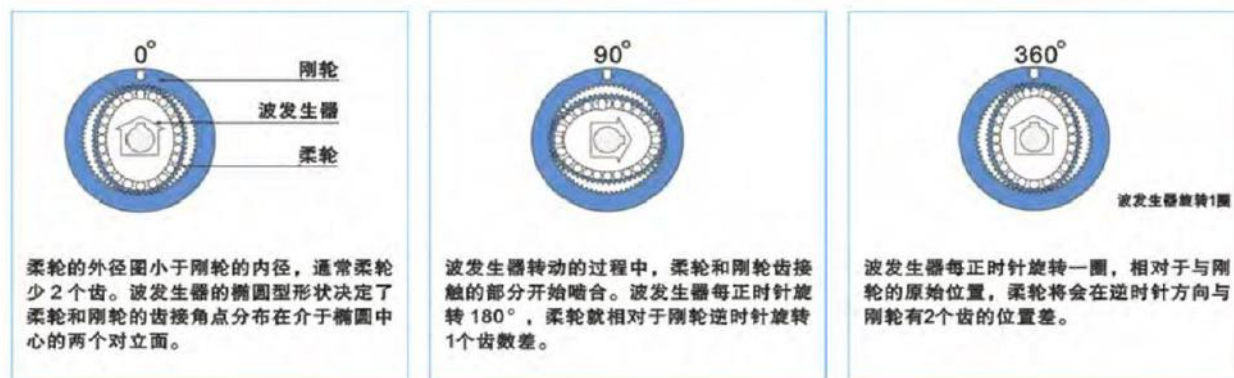 0°
刚轮
波发生器
柔轮
柔轮的外径圈小于刚轮的内径，通常柔轮
少2个齿。波发生器的椭圆型形状决定了
柔轮和刚轮的齿接角点分布在介于椭圆中
心的两个对立面。
90°
波发生器转动的过程中，柔轮和刚轮齿接
触的部分开始啮合。波发生器每正时针旋
转 180°，柔轮就相对于刚轮逆时针旋转
1个齿数差。
360°
波发生器旋转1圈
波发生器每正时针旋转一圈，相对于与刚
轮的原始位置，柔轮将会在逆时针方向与
刚轮有2个齿的位置差。